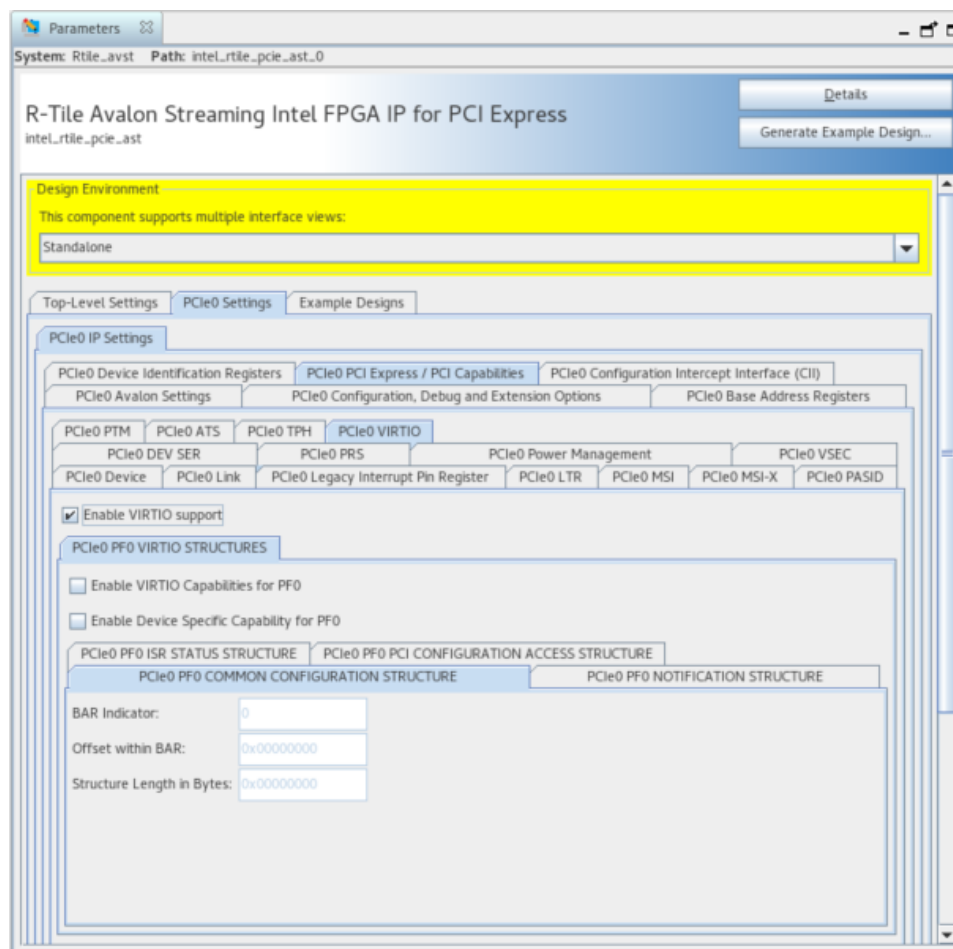 Parameters
System: Rtile_avst Path: intel_rtile_pcie_ast_0
R-Tile Avalon Streaming Intel FPGA IP for PCI Express
intel_rtile_pcie_ast
Details
Generate Example Design...
Design Environment
This component supports multiple interface views:
Standalone
Top-Level Settings PCIe0 Settings Example Designs
PCIe0 IP Settings
PCIe0 Device Identification Registers PCIe0 PCI Express / PCI Capabilities PCIe0 Configuration Intercept Interface (CII)
PCIe0 Avalon Settings PCIe0 Configuration, Debug and Extension Options PCIe0 Base Address Registers
PCIe0 PTM PCIe0 ATS PCIe0 TPH PCIe0 VIRTIO
PCIe0 DEV SER PCIe0 PRS PCIe0 Power Management PCIe0 VSEC
PCIe0 Device PCIe0 Link PCIe0 Legacy Interrupt Pin Register PCIe0 LTR PCIe0 MSI PCIe0 MSI-X PCIe0 PASID
Enable VIRTIO support
PCIe0 PF0 VIRTIO STRUCTURES
Enable VIRTIO Capabilities for PF0
Enable Device Specific Capability for PF0
PCIe0 PF0 ISR STATUS STRUCTURE PCIe0 PF0 PCI CONFIGURATION ACCESS STRUCTURE
PCIe0 PF0 COMMON CONFIGURATION STRUCTURE PCIe0 PF0 NOTIFICATION STRUCTURE
BAR Indicator: 0
Offset within BAR: 0x00000000
Structure Length in Bytes: 0x00000000